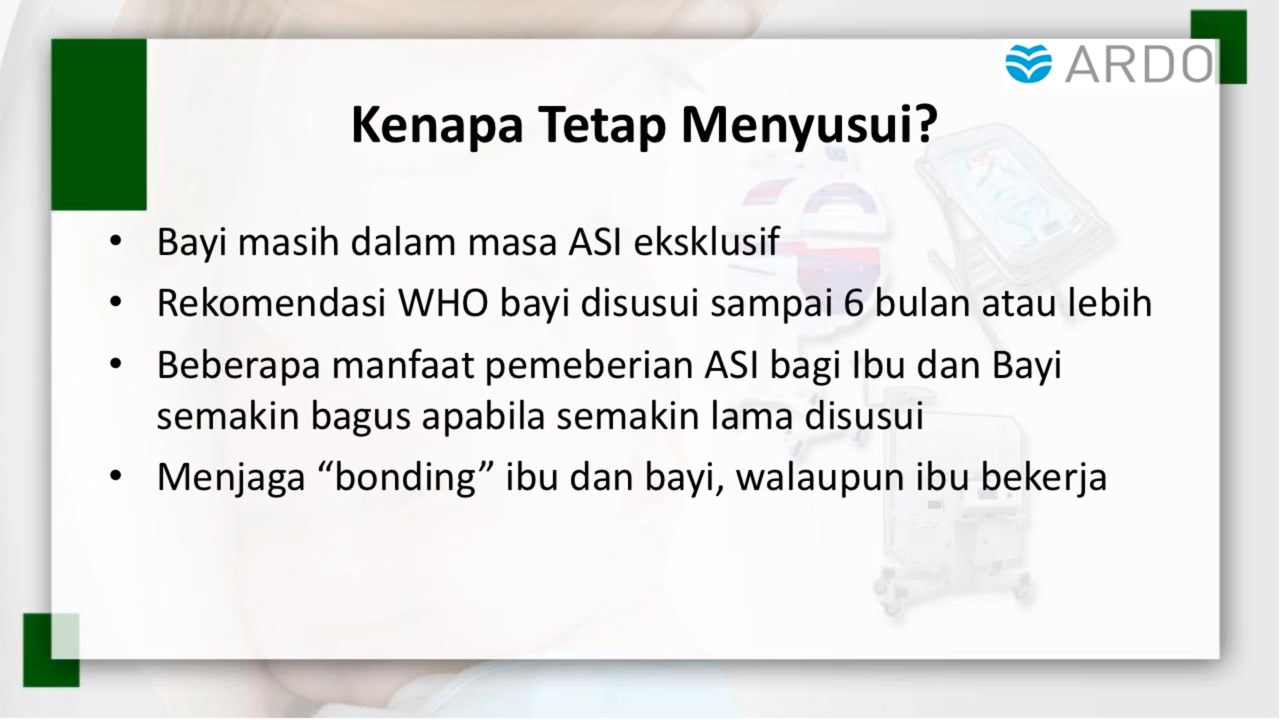 ARDO
Kenapa Tetap Menyusui?
• Bayi masih dalam masa ASI eksklusif
• Rekomendasi WHO bayi disusui sampai 6 bulan atau lebih
• Beberapa manfaat pemeberian ASI bagi Ibu dan Bayi
semakin bagus apabila semakin lama disusui
• Menjaga “bonding” ibu dan bayi, walaupun ibu bekerja